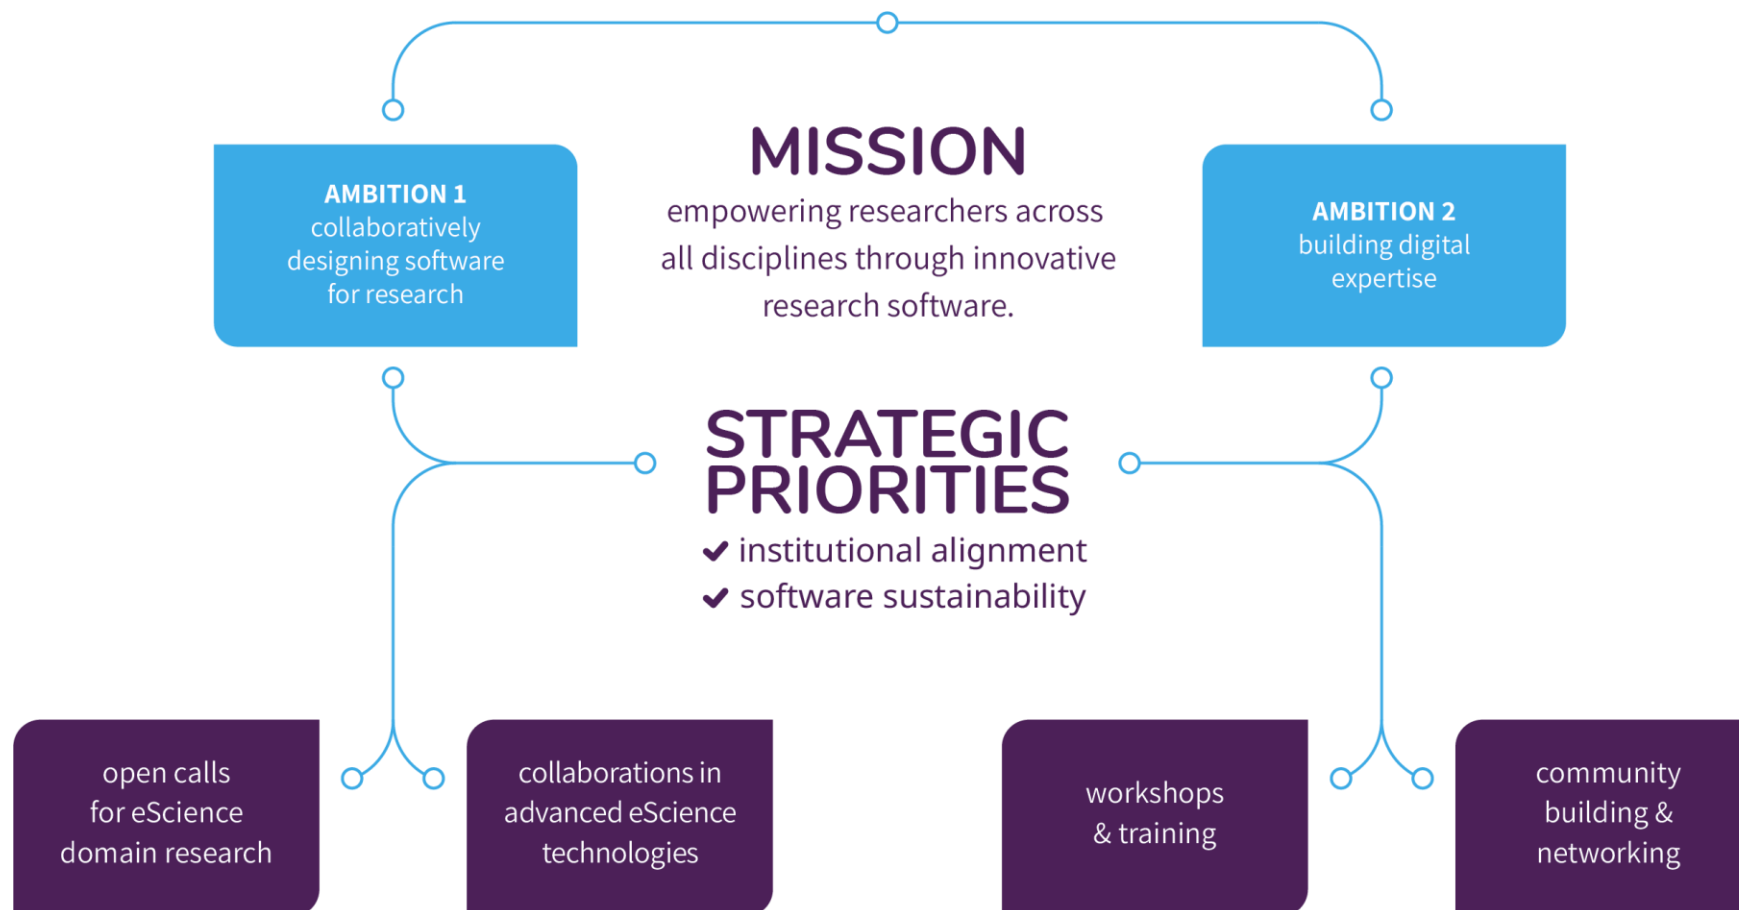 MISSION
empowering researchers across
all disciplines through innovative
research software.
AMBITION 1
collaboratively
designing software
for research
AMBITION 2
building digital
expertise
STRATEGIC
PRIORITIES
✔ institutional alignment
✔ software sustainability
open calls
for eScience
domain research
collaborations in
advanced eScience
technologies
workshops
& training
community
building &
networking